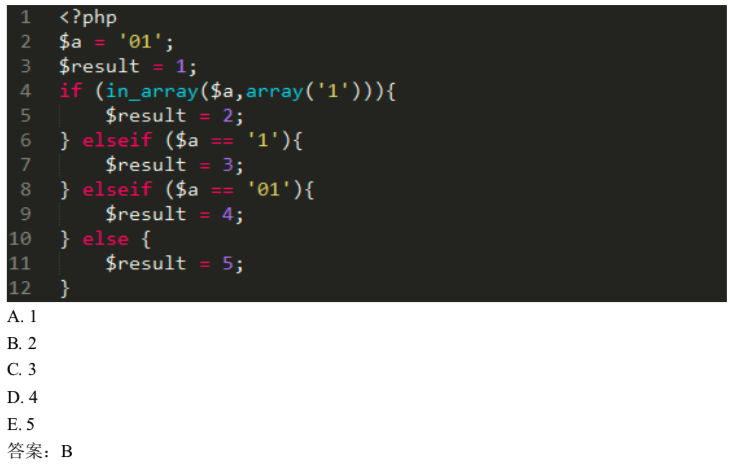 1 <?php
2 $a = '01';
3 $result = 1;
4 if (in_array($a,array('1'))){
5     $result = 2;
6 } elseif ($a == '1'){
7     $result = 3;
8 } elseif ($a == '01'){
9     $result = 4;
10 } else {
11     $result = 5;
12 }
A. 1
B. 2
C. 3
D. 4
E. 5
答案：B